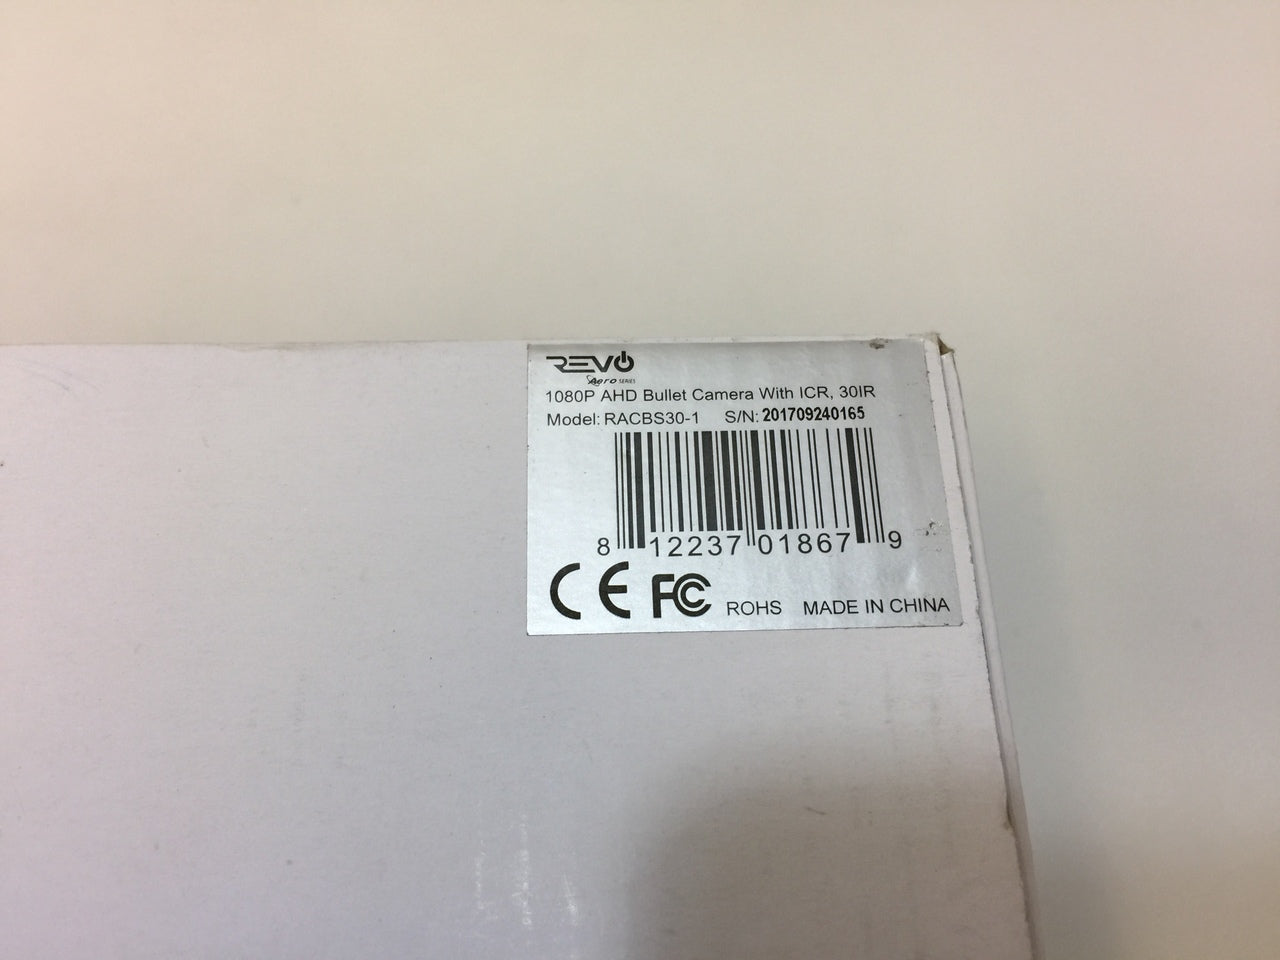 REVO
Aero SERIES
1080P AHD Bullet Camera With ICR, 30IR
Model: RACBS30-1 S/N: 201709240165
8 12237 01867 9
CE FC ROHS MADE IN CHINA